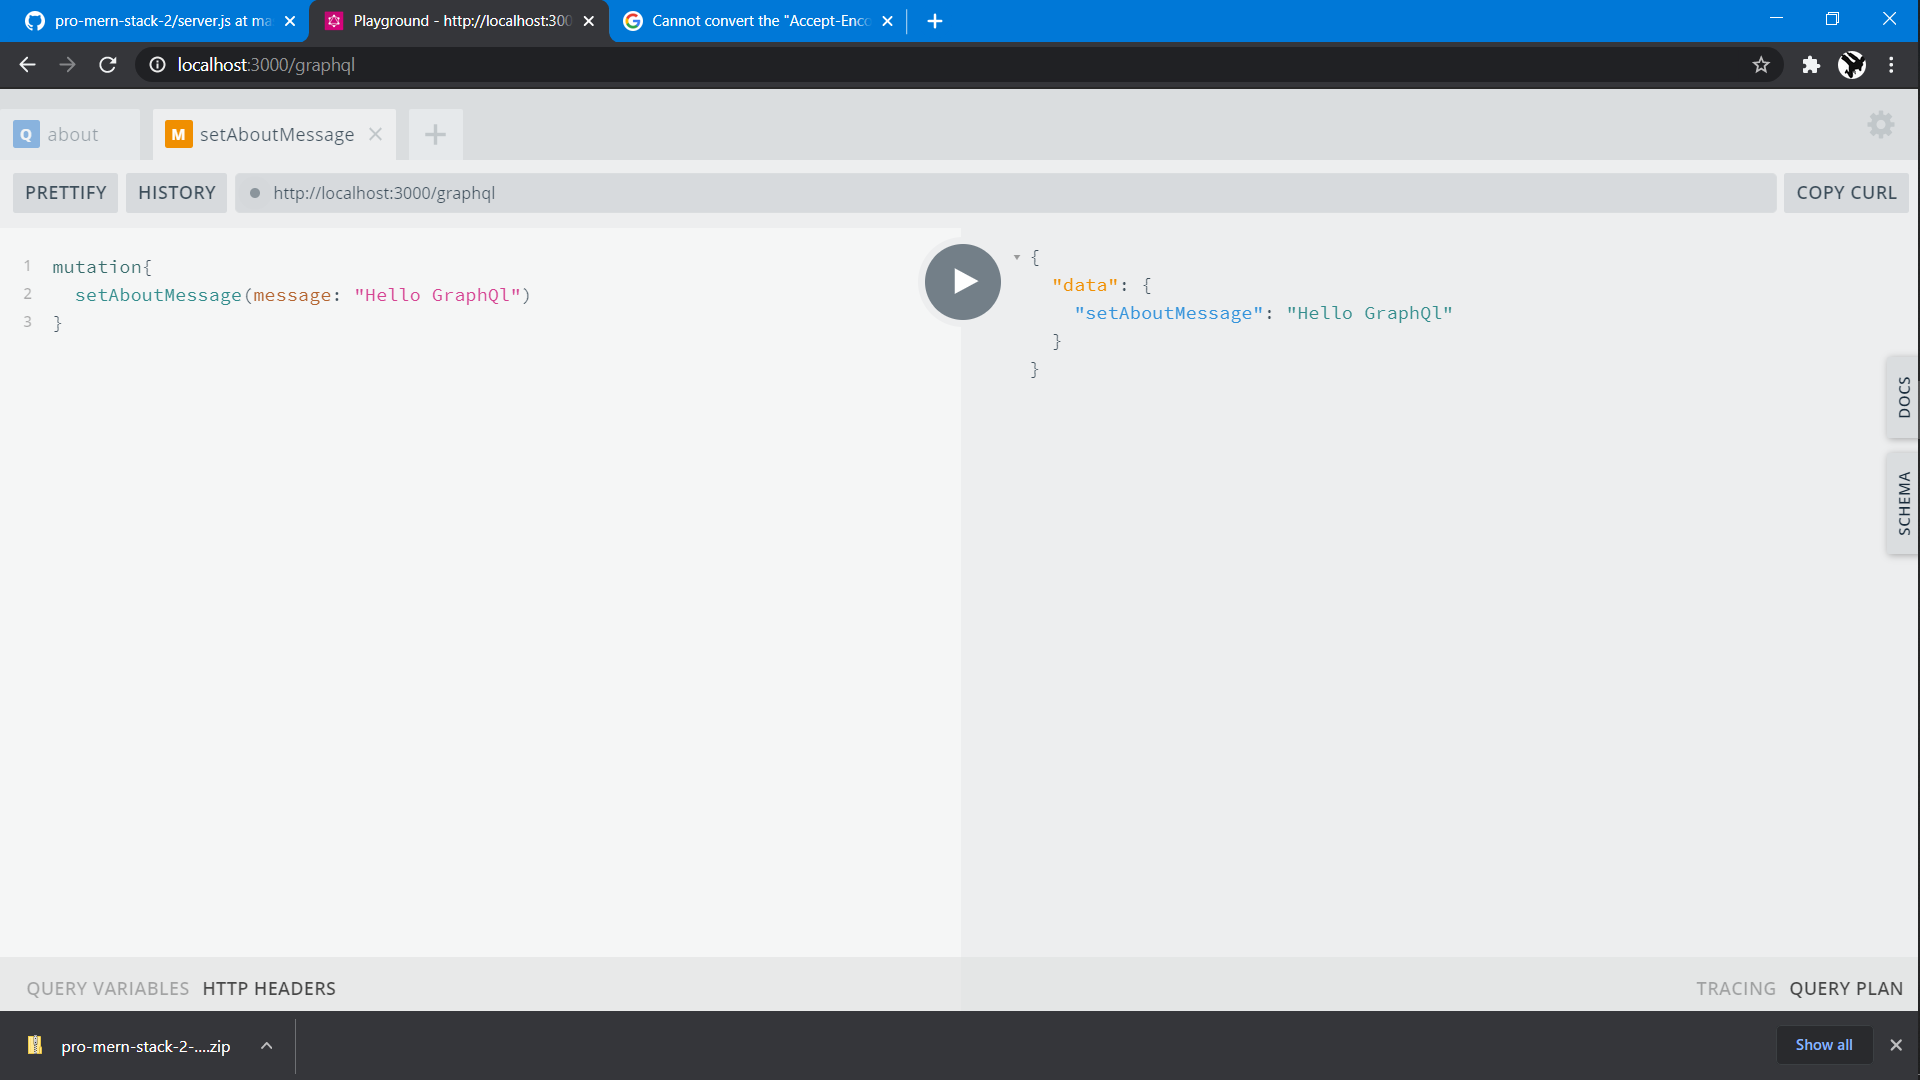 pro-mern-stack-2/server.js at ma
Playground - http://localhost:300
Cannot convert the "Accept-Enco
localhost:3000/graphql
Q about
M setAboutMessage
PRETTIFY
HISTORY
http://localhost:3000/graphql
COPY CURL
1 mutation{
2 setAboutMessage(message: "Hello GraphQl")
3 }
{
"data": {
"setAboutMessage": "Hello GraphQl"
}
}
DOCS
SCHEMA
QUERY VARIABLES HTTP HEADERS
TRACING QUERY PLAN
pro-mern-stack-2-....zip
Show all